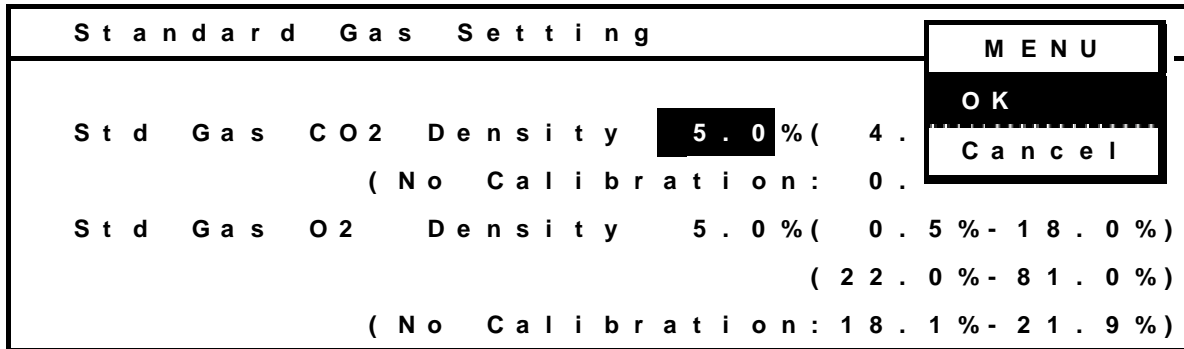 Standard Gas Setting
MENU
OK
Cancel
Std Gas CO2 Density 5.0%( 4.
(No Calibration: 0.
Std Gas O2 Density 5.0%( 0.5%-18.0%)
(22.0%-81.0%)
(No Calibration:18.1%-21.9%)